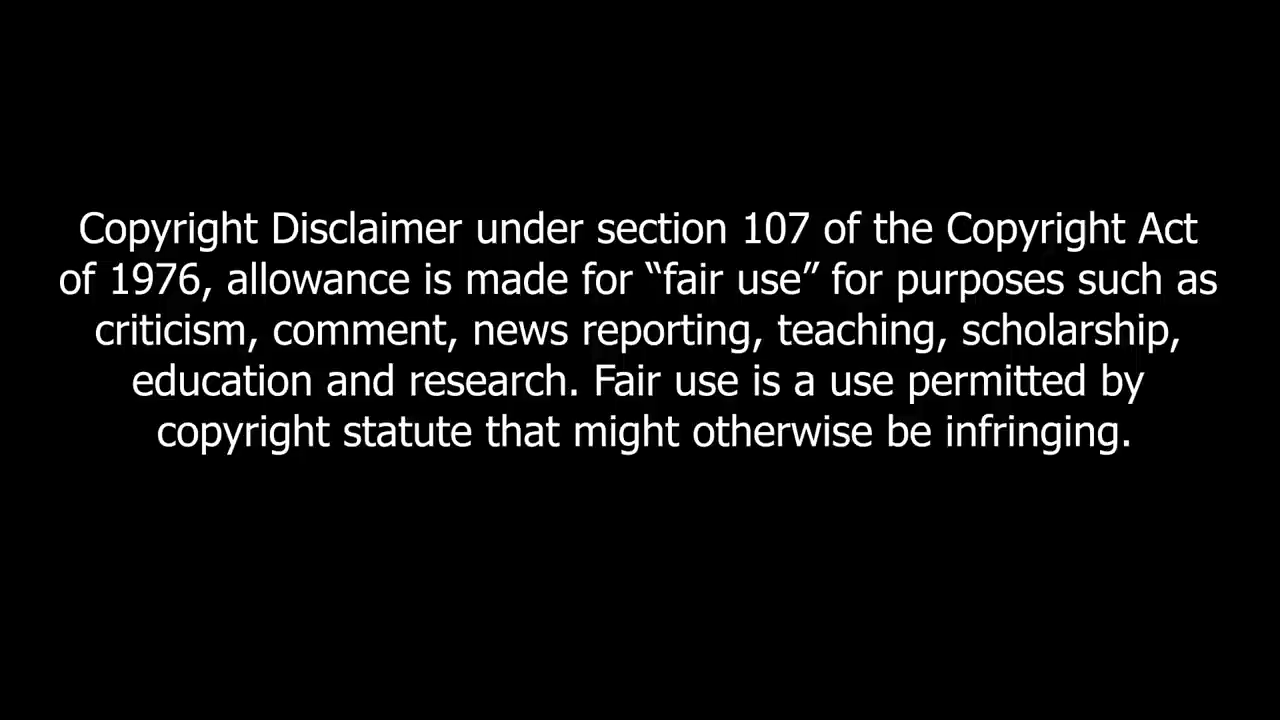 Copyright Disclaimer under section 107 of the Copyright Act
of 1976, allowance is made for “fair use” for purposes such as
criticism, comment, news reporting, teaching, scholarship,
education and research. Fair use is a use permitted by
copyright statute that might otherwise be infringing.